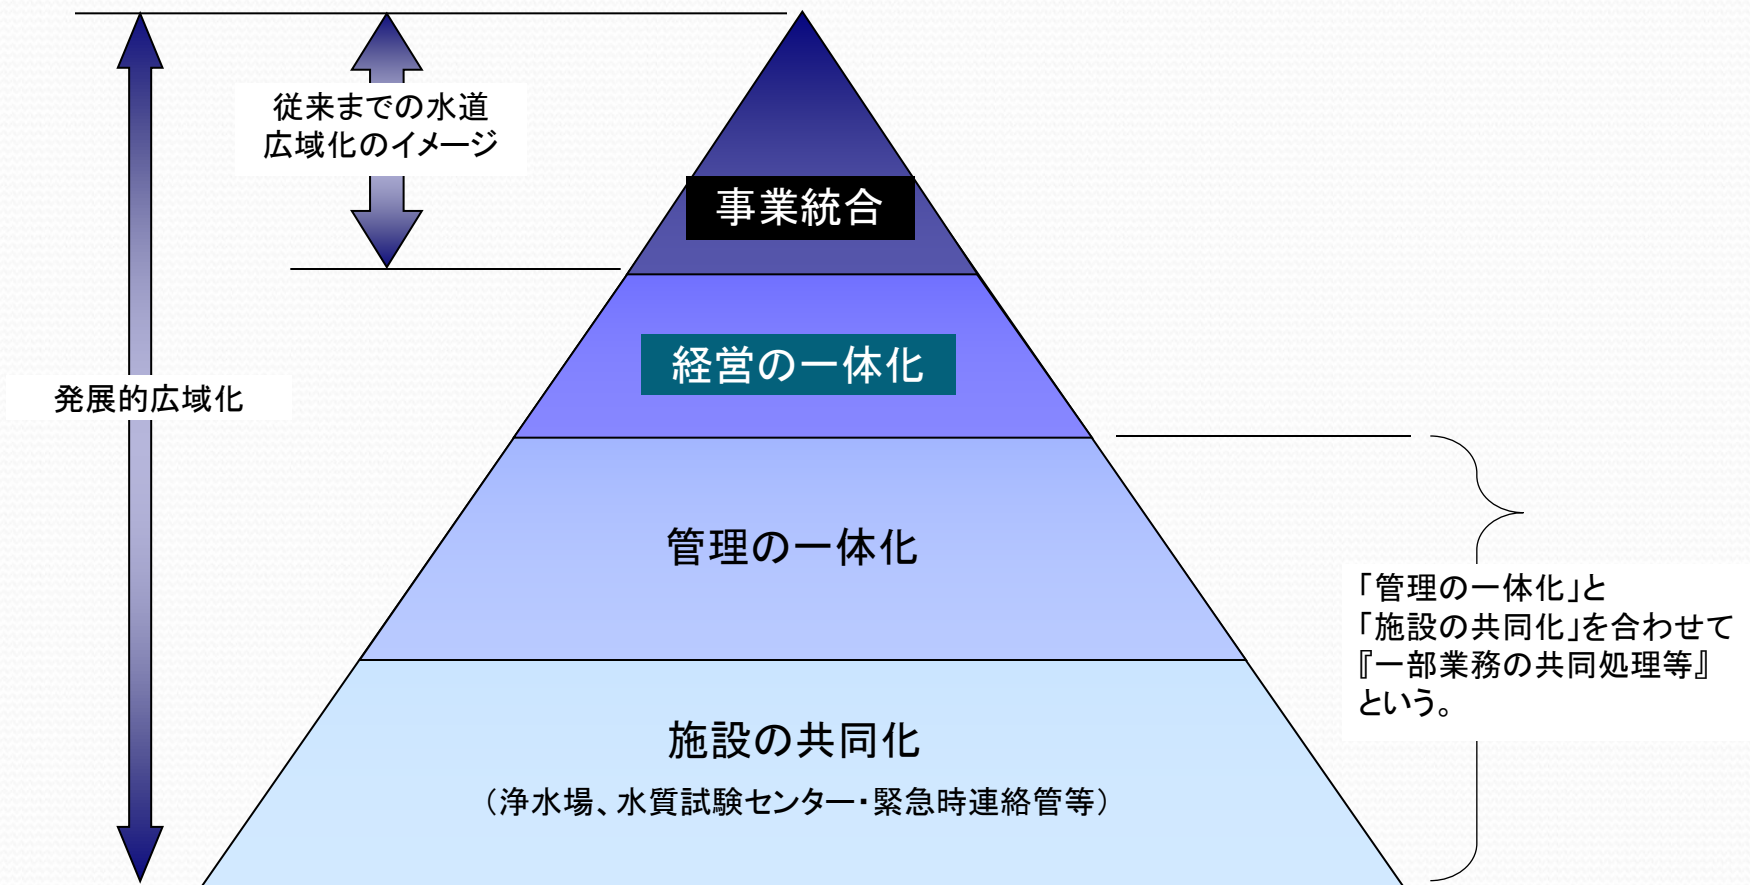 従来までの水道
広域化のイメージ
事業統合
経営の一体化
発展的広域化
管理の一体化
「管理の一体化」と
「施設の共同化」を合わせて
『一部業務の共同処理等』
という。
施設の共同化
（浄水場、水質試験センター・緊急時連絡管等）